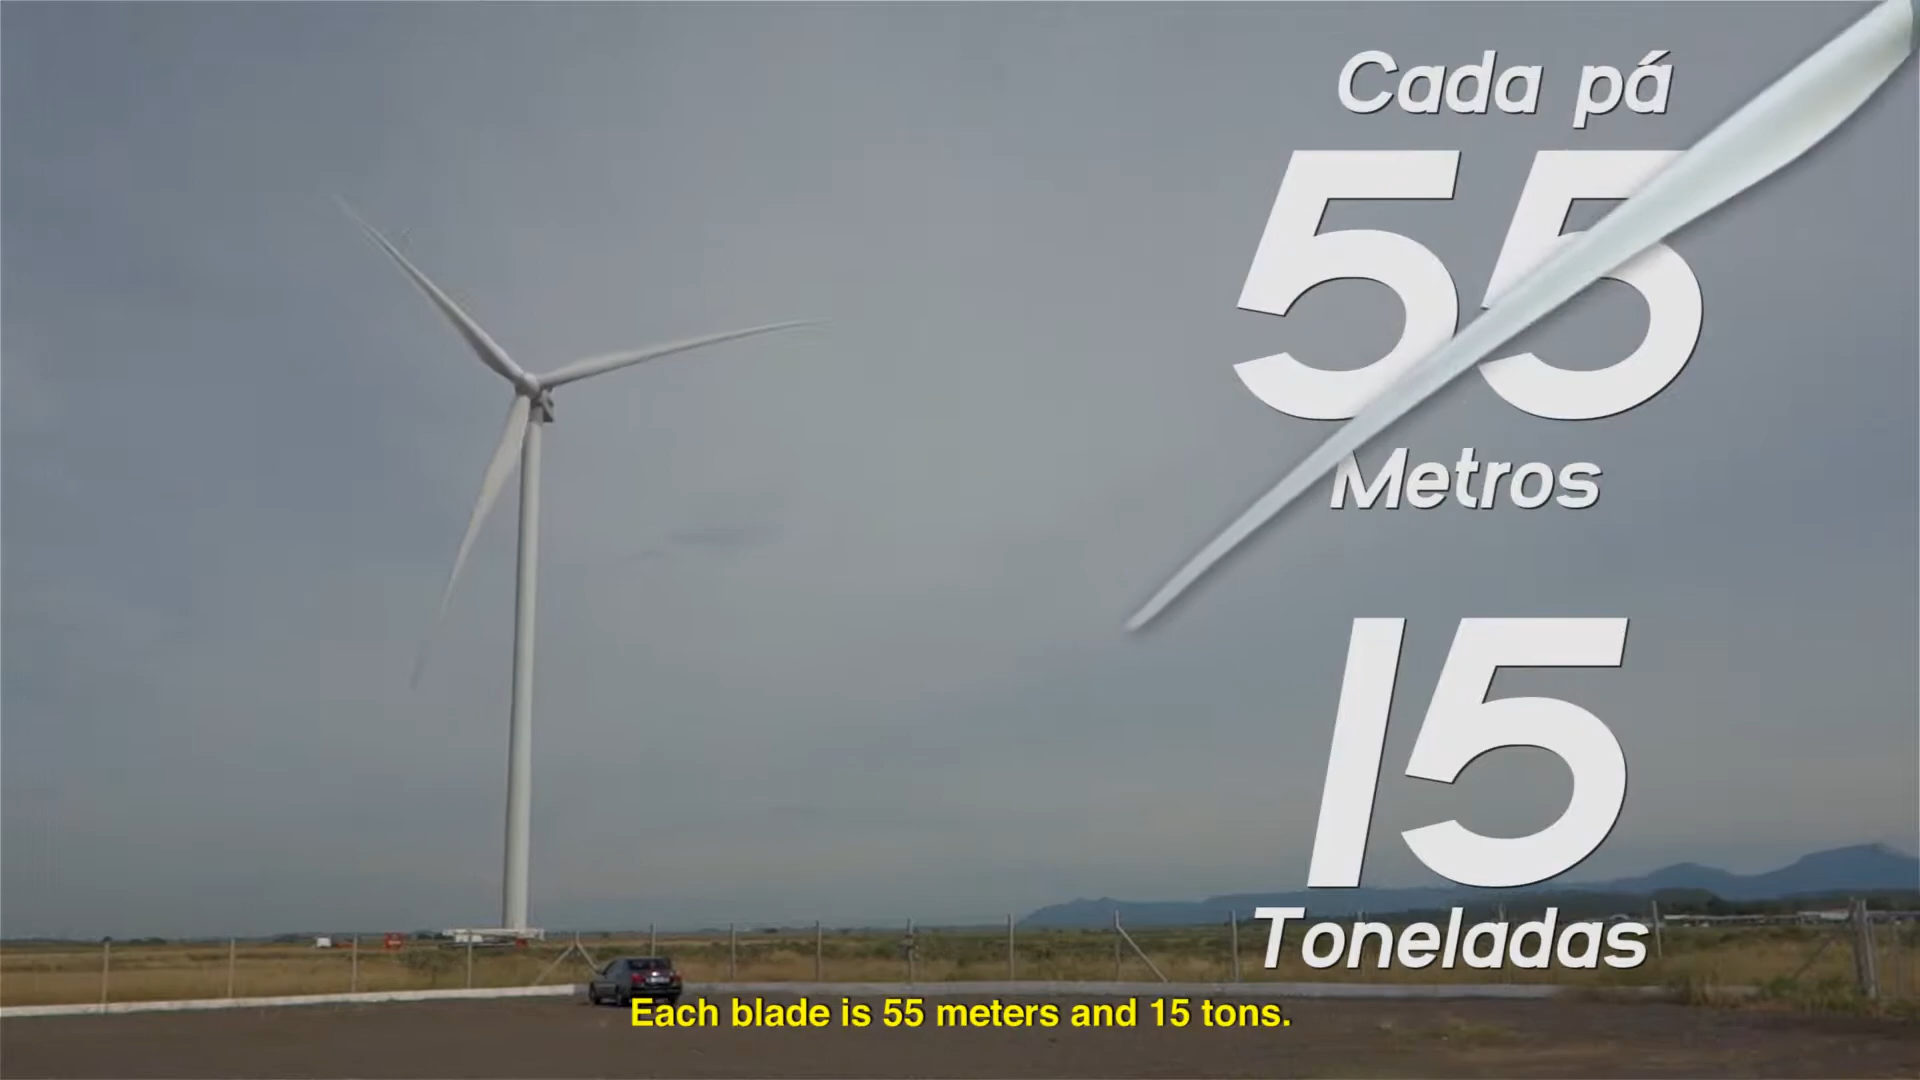 Cada pá
55
Metros
15
Toneladas
Each blade is 55 meters and 15 tons.